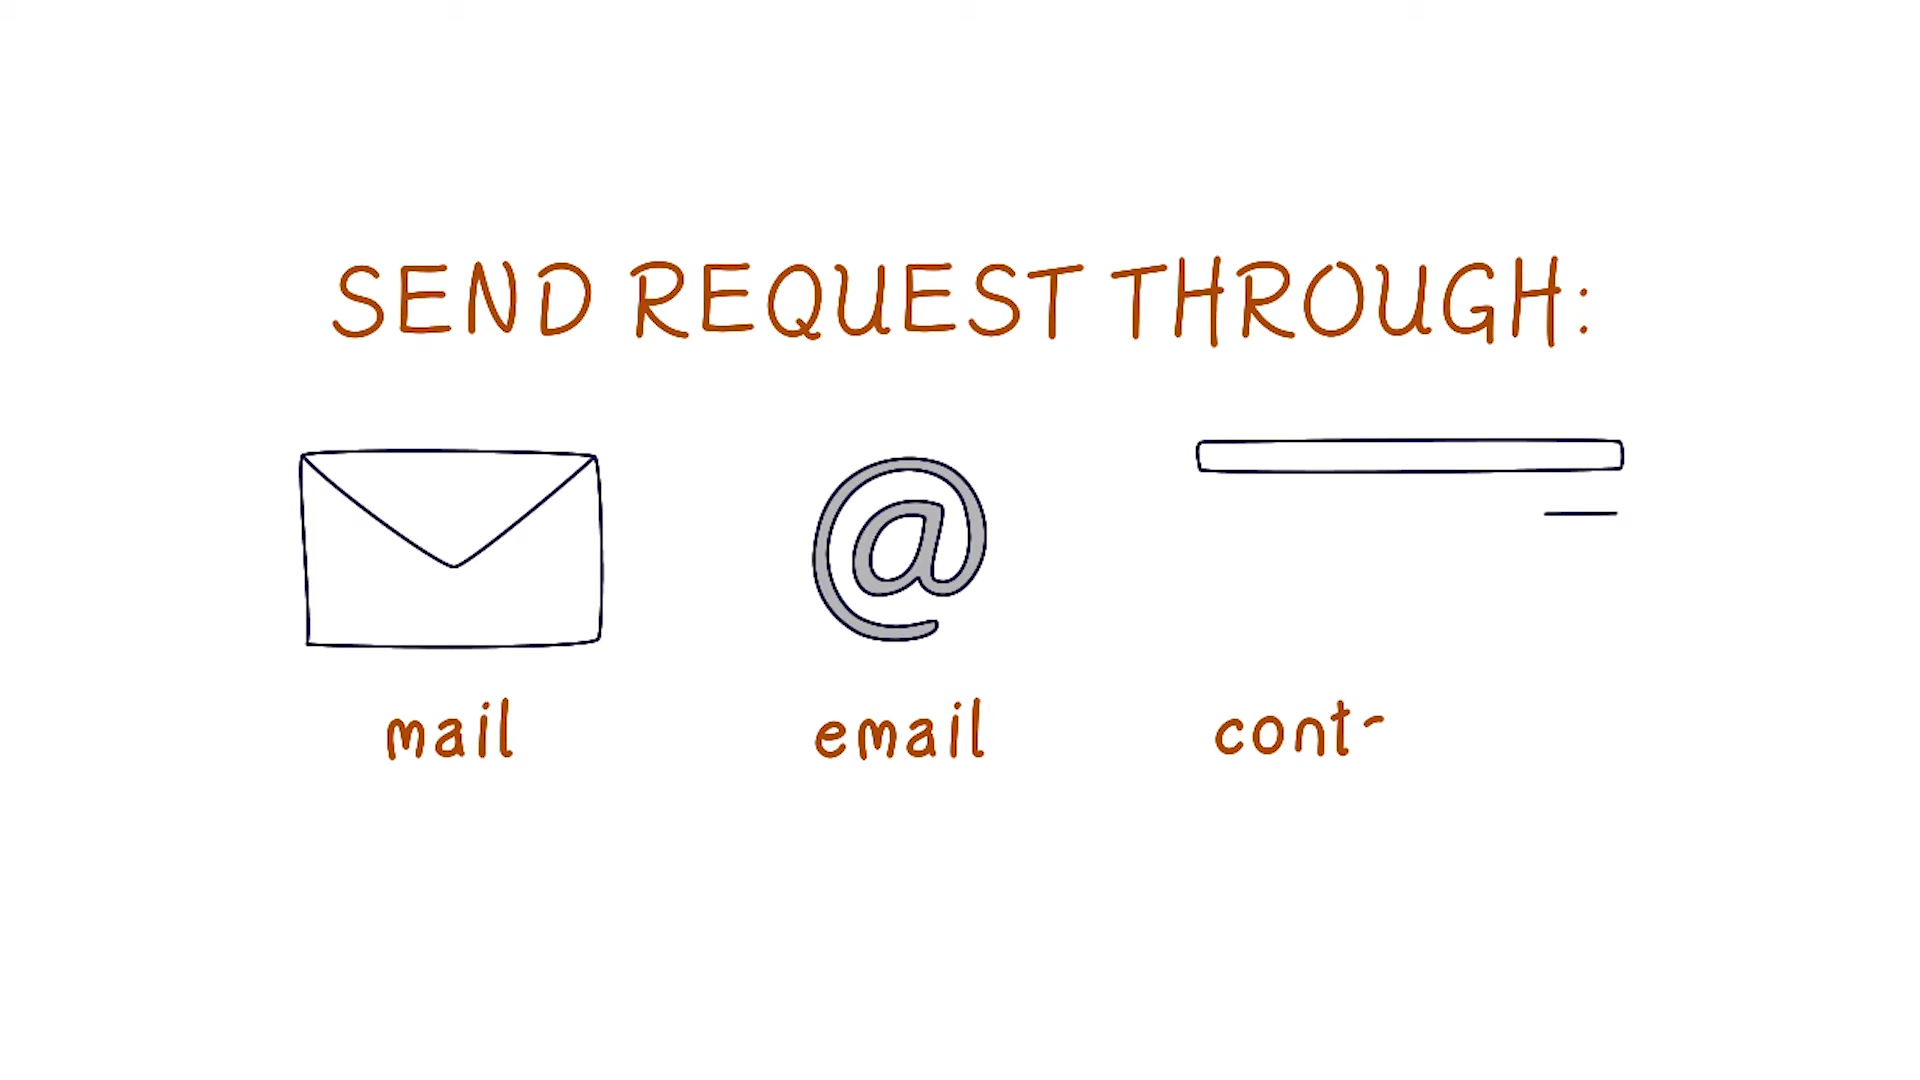 SEND REQUEST THROUGH:
mail
email
cont